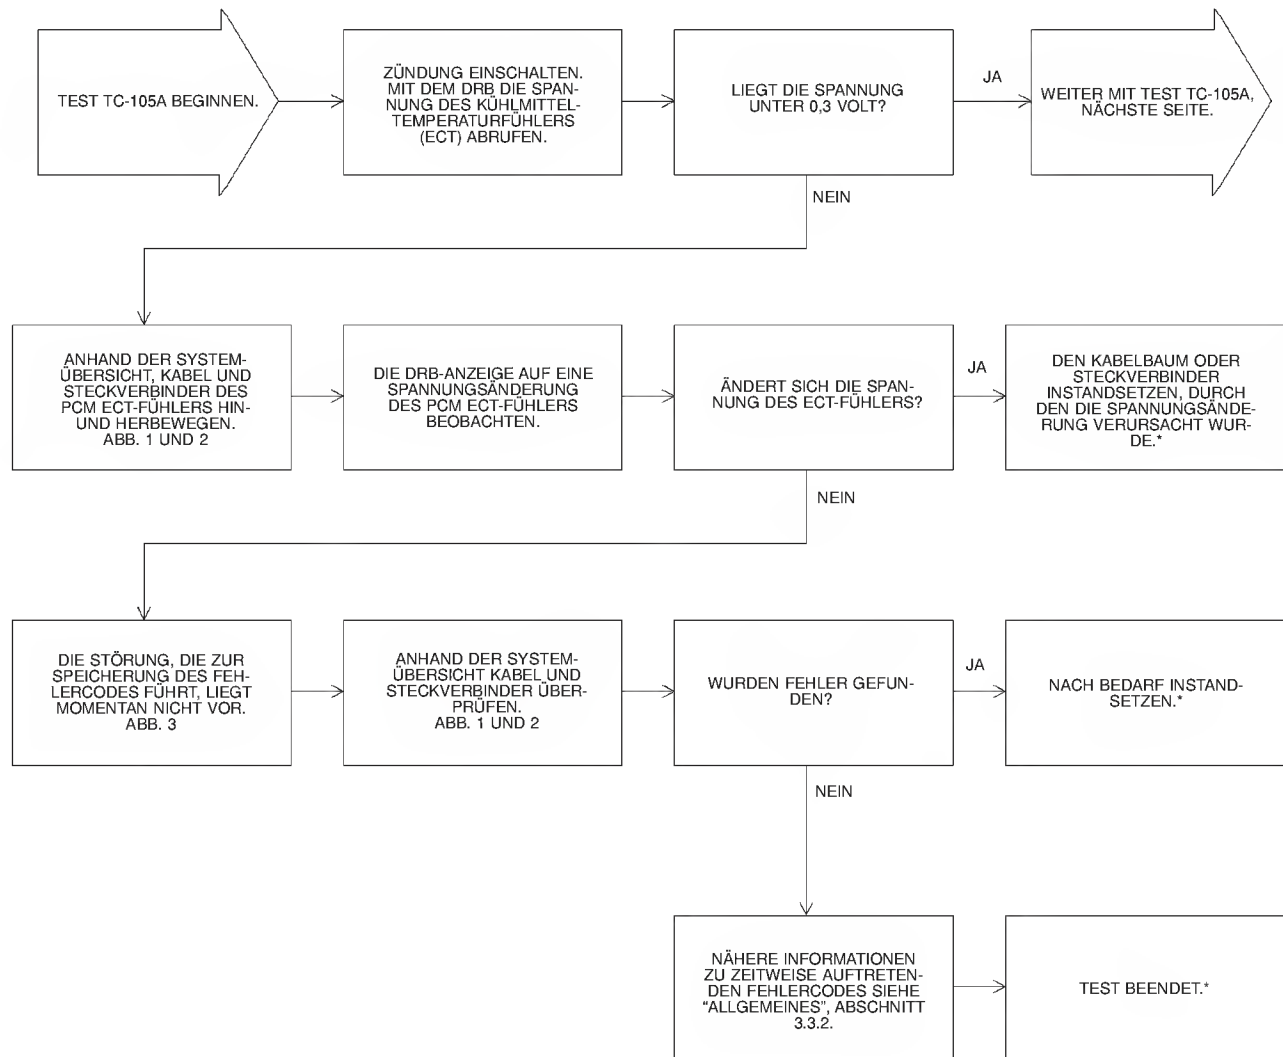 TEST TC-105A BEGINNEN.
ZÜNDUNG EINSCHALTEN.
MIT DEM DRB DIE SPAN-
NUNG DES KÜHLMITTEL-
TEMPERATURFÜHLERS
(ECT) ABRUFEN.
LIEGT DIE SPANNUNG
UNTER 0,3 VOLT?
JA
WEITER MIT TEST TC-105A,
NÄCHSTE SEITE.
NEIN
ANHAND DER SYSTEM-
ÜBERSICHT, KABEL UND
STECKVERBINDER DES
PCM ECT-FÜHLERS HIN-
UND HERBEWEGEN.
ABB. 1 UND 2
DIE DRB-ANZEIGE AUF EINE
SPANNUNGSÄNDERUNG
DES PCM ECT-FÜHLERS
BEOBACHTEN.
ÄNDERT SICH DIE SPAN-
NUNG DES ECT-FÜHLERS?
JA
DEN KABELBAUM ODER
STECKVERBINDER
INSTANDSETZEN, DURCH
DEN DIE SPANNUNGSÄNDE-
RUNG VERURSACHT WUR-
DE.*
NEIN
DIE STÖRUNG, DIE ZUR
SPEICHERUNG DES FEH-
LERCODES FÜHRT, LIEGT
MOMENTAN NICHT VOR.
ABB. 3
ANHAND DER SYSTEM-
ÜBERSICHT KABEL UND
STECKVERBINDER ÜBER-
PRÜFEN.
ABB. 1 UND 2
WURDEN FEHLER GEFUN-
DEN?
JA
NACH BEDARF INSTAND-
SETZEN.*
NEIN
NÄHERE INFORMATIONEN
ZU ZEITWEISE AUFTRETEN-
DEN FEHLERCODES SIEHE
“ALLGEMEINES”, ABSCHNITT
3.3.2.
TEST BEENDET.*